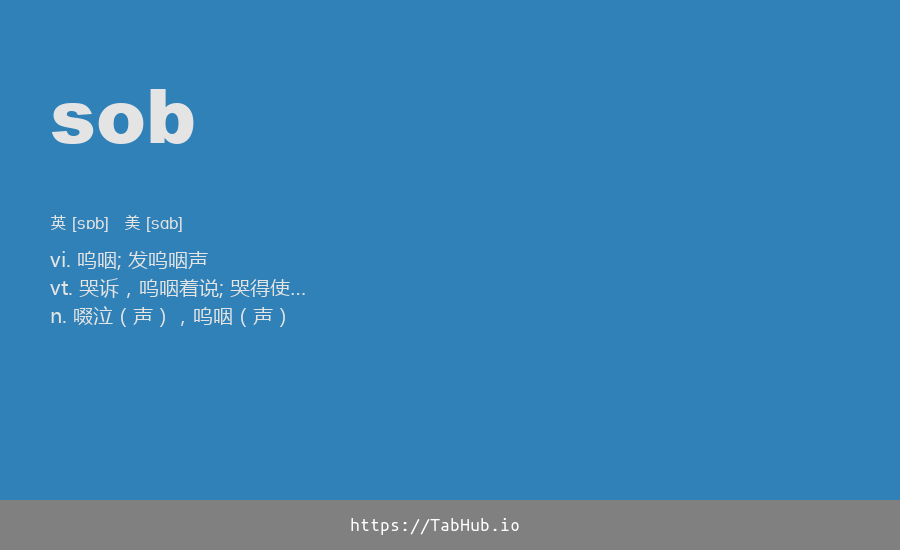 sob
英 [sɒb] 美 [sɑb]
vi. 呜咽; 发呜咽声
vt. 哭诉，呜咽着说; 哭得使...
n. 啜泣（声），呜咽（声）
https://TabHub.io